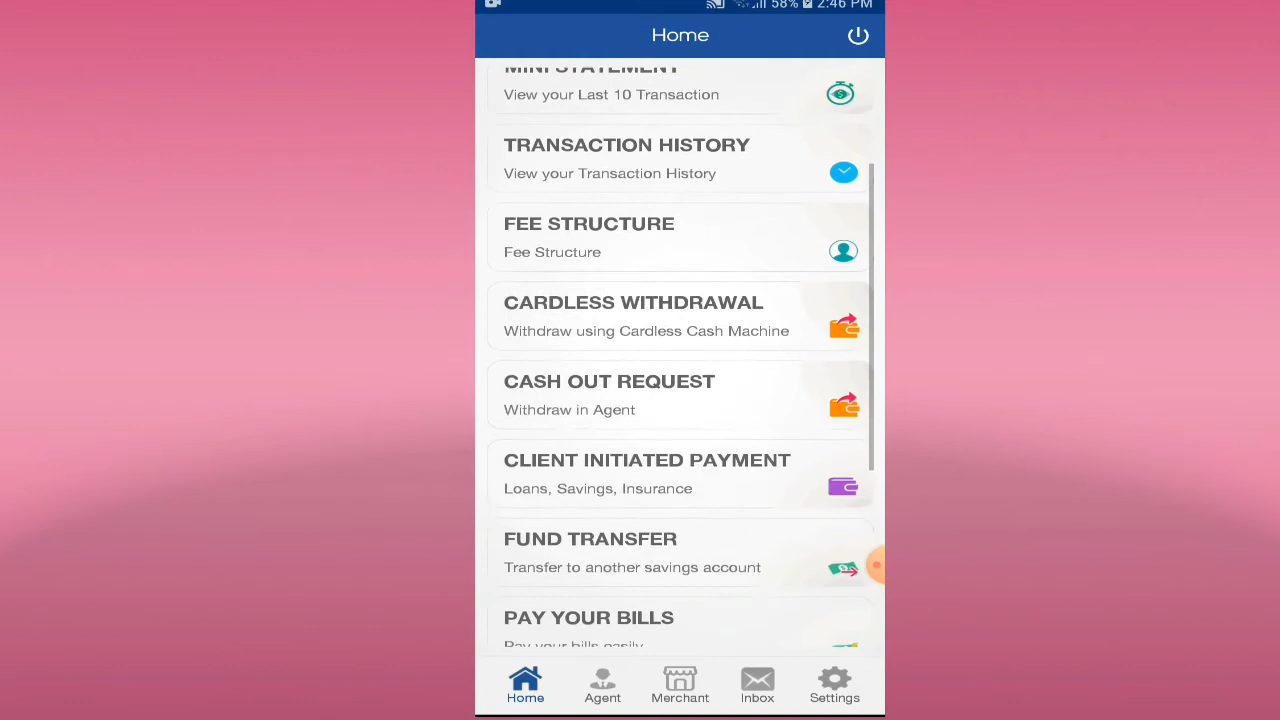 58% 2:46 PM
Home
MINI STATEMENT
View your Last 10 Transaction
TRANSACTION HISTORY
View your Transaction History
FEE STRUCTURE
Fee Structure
CARDLESS WITHDRAWAL
Withdraw using Cardless Cash Machine
CASH OUT REQUEST
Withdraw in Agent
CLIENT INITIATED PAYMENT
Loans, Savings, Insurance
FUND TRANSFER
Transfer to another savings account
PAY YOUR BILLS
Pay your bills easily
Home Agent Merchant Inbox Settings